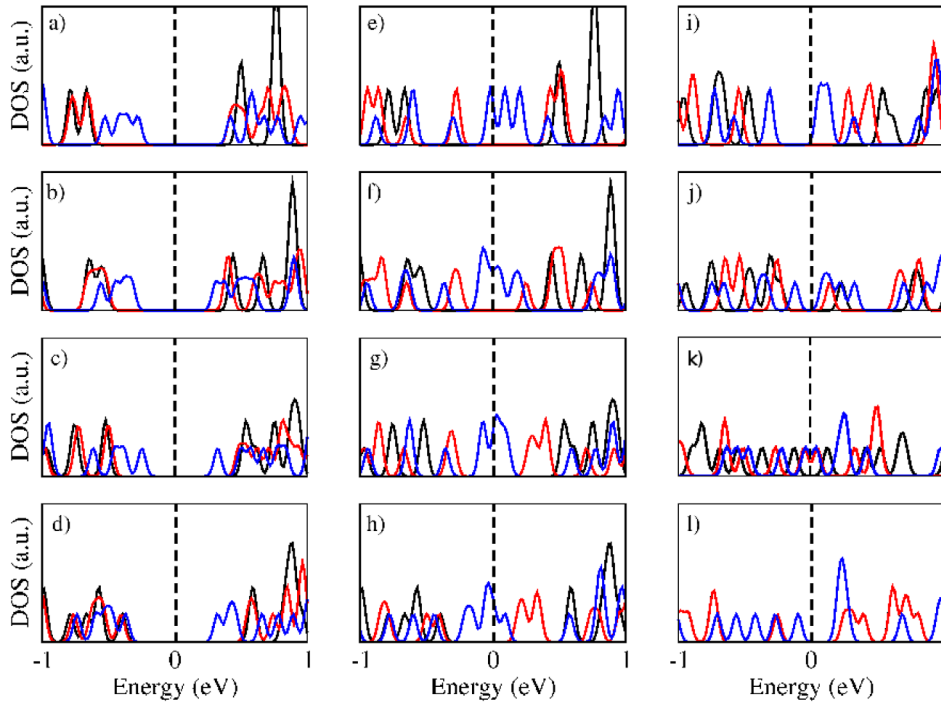 a) e) i)
DOS (a.u.)
b) f) j)
DOS (a.u.)
c) g) k)
DOS (a.u.)
d) h) l)
DOS (a.u.)
-1 0 1 -1 0 1 -1 0
Energy (eV) Energy (eV) Energy (eV)